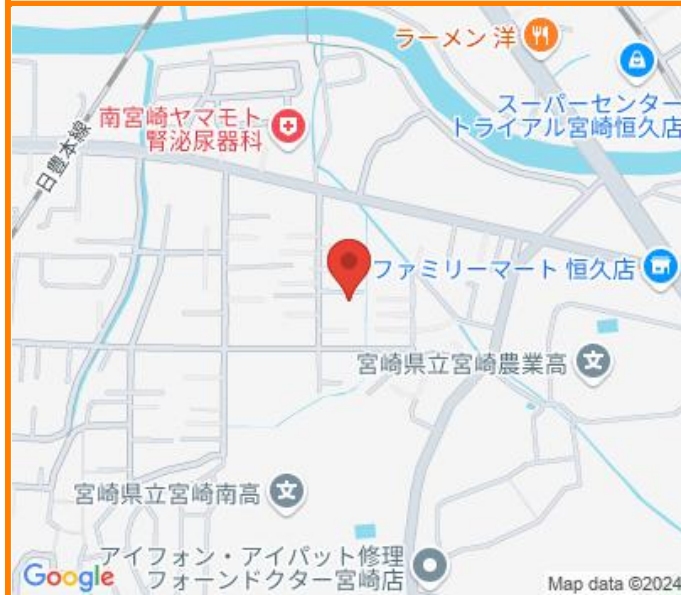 ラーメン 洋
スーパーセンター
トライアル宮崎恒久店
南宮崎ヤマモト
腎泌尿器科
日豊本線
ファミリーマート 恒久店
宮崎県立宮崎農業高
宮崎県立宮崎南高
アイフォン・アイパット修理
フォーンドクター宮崎店
Google
Map data ©2024